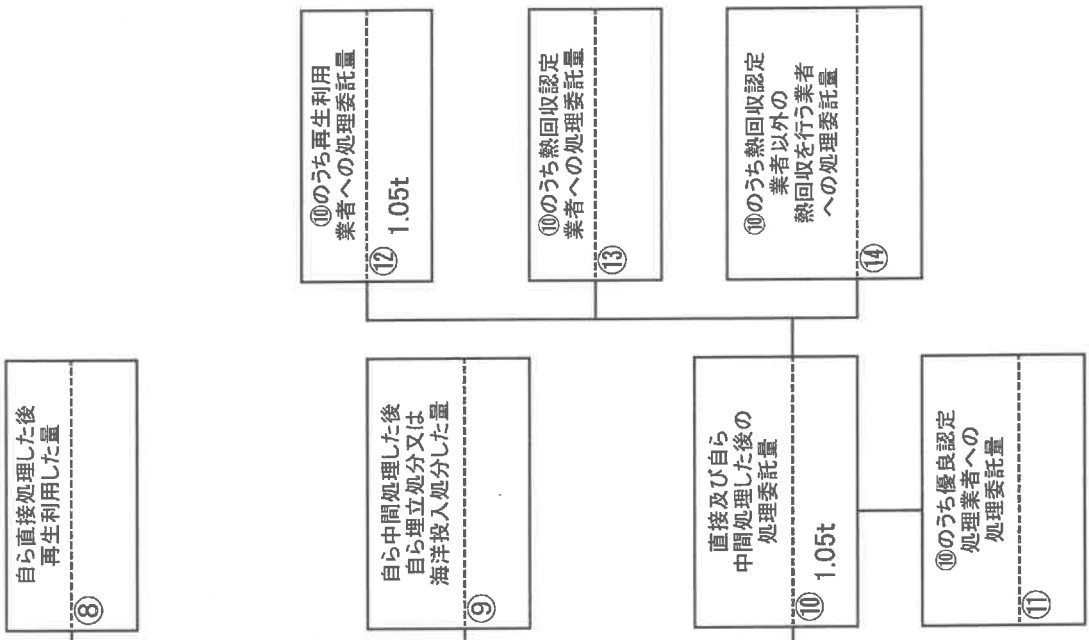 自ら直接処理した後
再生利用した量
⑧
自ら中間処理した後
自ら埋立処分又は
海洋投入処分した量
⑨
直接及び自ら
中間処理した後の
処理委託量
⑩ 1.05t
⑩のうち優良認定
処理業者への
処理委託量
⑪
⑩のうち再生利用
業者への処理委託量
⑫ 1.05t
⑩のうち熱回収認定
業者への処理委託量
⑬
⑩のうち熱回収認定
業者以外の
熱回収を行う業者
への処理委託量
⑭